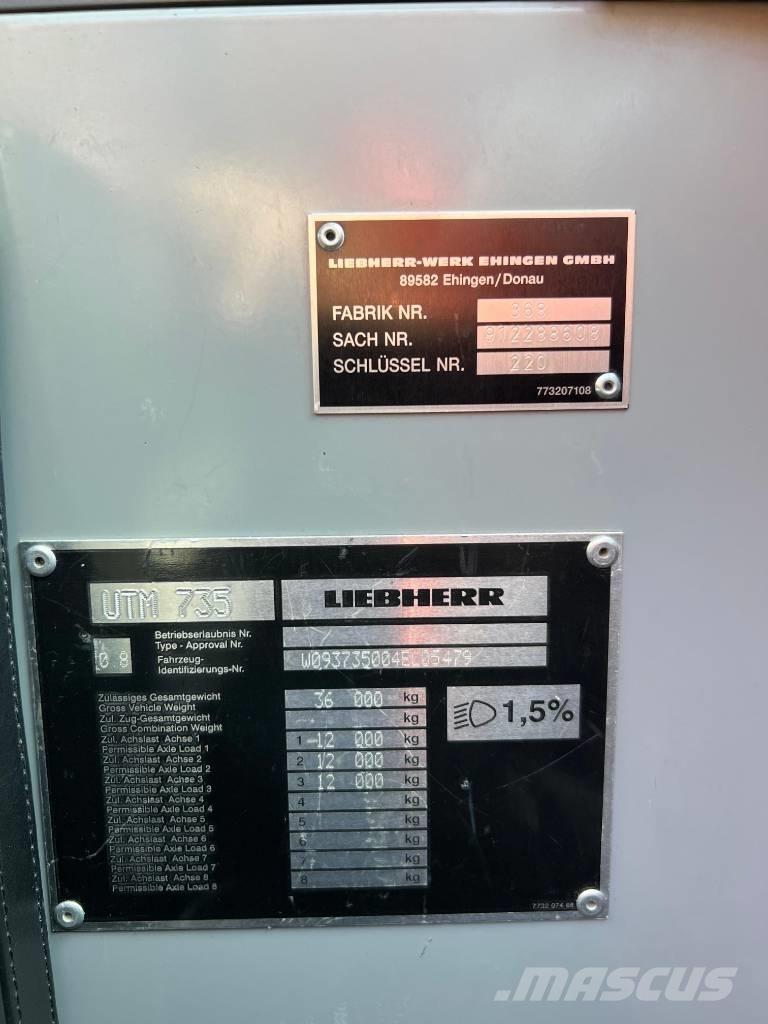 LIEBHERR-WERK EHINGEN GMBH
89582 Ehingen/Donau
FABRIK NR. 368
SACH NR. 912288608
SCHLÜSSEL NR. 220
773207108
UTM 735 LIEBHERR
Betriebserlaubnis Nr.
Type - Approval Nr.
0.8 Fahrzeug- W093735004EL05479
Identifizierungs-Nr.
Zulässiges Gesamtgewicht 36 000 kg
Gross Vehicle Weight
Zul. Zug-Gesamtgewicht kg
Gross Combination Weight
Zul. Achslast Achse 1 1 12 000 kg
Permissible Axle Load 1
Zul. Achslast Achse 2 2 12 000 kg
Permissible Axle Load 2
Zul. Achslast Achse 3 3 12 000 kg
Permissible Axle Load 3
Zul. Achslast Achse 4 4 kg
Permissible Axle Load 4
Zul. Achslast Achse 5 5 kg
Permissible Axle Load 5
Zul. Achslast Achse 6 6 kg
Permissible Axle Load 6
Zul. Achslast Achse 7 7 kg
Permissible Axle Load 7
Zul. Achslast Achse 8 8 kg
Permissible Axle Load 8
1,5%
7732 074 68
MASCUS